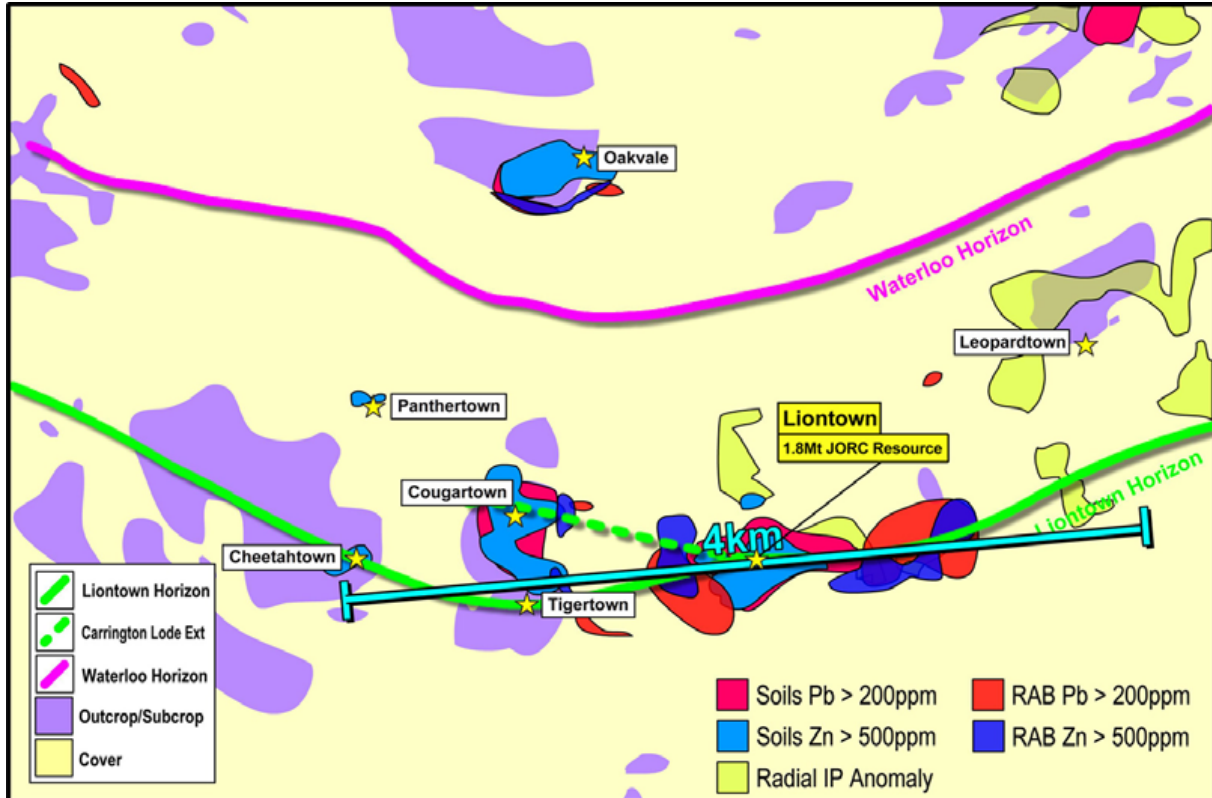 Oakvale
Waterloo Horizon
Leopardtown
Panthertown
Liontown
1.8Mt JORC Resource
Cougartown
Liontown Horizon
4km
Cheetahtown
Tigertown
Liontown Horizon
Carrington Lode Ext
Waterloo Horizon
Outcrop/Subcrop
Cover
Soils Pb > 200ppm
RAB Pb > 200ppm
Soils Zn > 500ppm
RAB Zn > 500ppm
Radial IP Anomaly